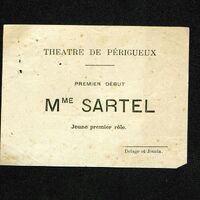 THEATRE DE PÉRIGUEUX
PREMIER DÉBUT
MME SARTEL
Jeune premier rôle.
Delage et Joucla.